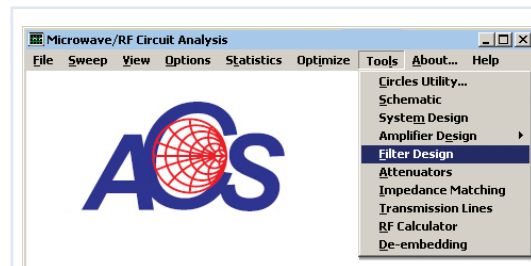 Microwave/RF Circuit Analysis
File Sweep View Options Statistics Optimize Tools About... Help
Circles Utility...
Schematic
System Design
Amplifier Design
Filter Design
Attenuators
Impedance Matching
Transmission Lines
RF Calculator
De-embedding
ACS